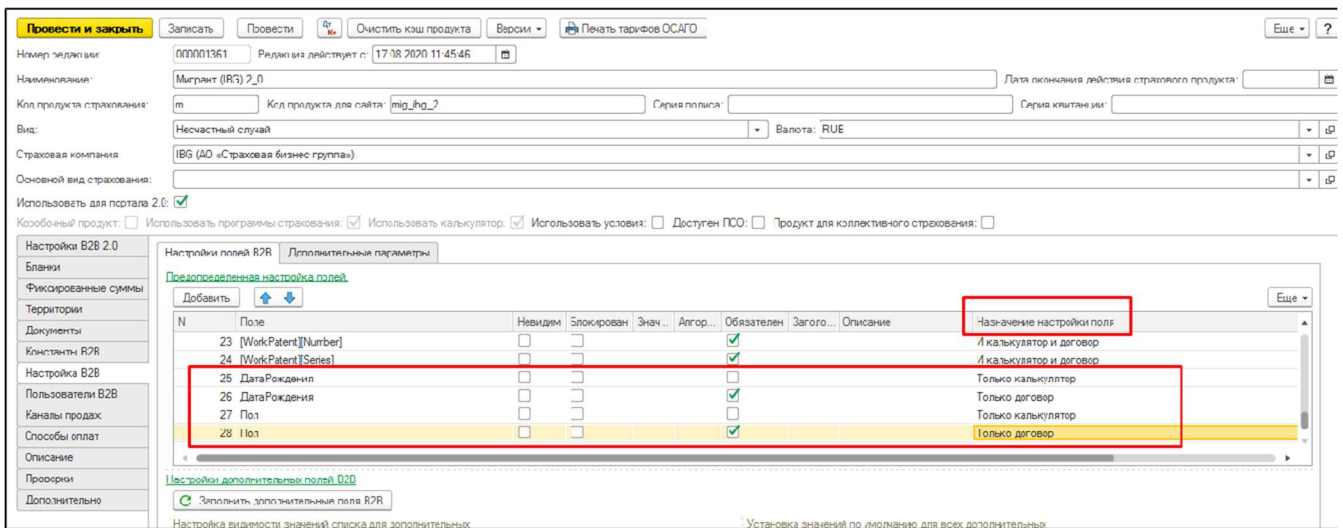 Провести и закрыть Записать Провести Дт Кт Очистить кэш продукта Версии Печать тарифов ОСАГО Еще ?
Номер редакции: 000001361 Редакция действует с: 17.08.2020 11:45:46
Наименование: Мигрант (IBG) 2_0 Дата окончания действия страхового продукта:
Код продукта страхования: m Код продукта для сайта: mig_ibg_2 Серия полиса: Серия квитанции:
Вид: Несчастный случай Валюта: RUE
Страховая компания IBG (АО «Страховая бизнес группа»)
Основной вид страхования:
Использовать для портала 2.0:
Коробочный продукт: Использовать программы страхования: Использовать калькулятор: Использовать условия: Доступен ПСО: Продукт для коллективного страхования:
Настройки B2B 2.0
Бланки
Фиксированные суммы
Территории
Документы
Константы B2B
Настройка B2B
Пользователи B2B
Каналы продаж
Способы оплат
Описание
Проверки
Дополнительно
Настройки полей B2B Дополнительные параметры
Предопределенная настройка полей.
Добавить Еще
N Поле Невидим Блокирован Знач... Алгор... Обязателен Загого... Описание Назначение настройки поля
23 [WorkPatent][Number] И калькулятор и договор
24 [WorkPatent][Series] И калькулятор и договор
25 ДатаРождения Только калькулятор
26 ДатаРождения Только договор
27 Пол Только калькулятор
28 Пол Только договор
Настройки дополнительных полей B2B
Заполнить дополнительные поля B2B
Настройка видимости значений списка для дополнительных Установка значений по умолчанию для всех дополнительных